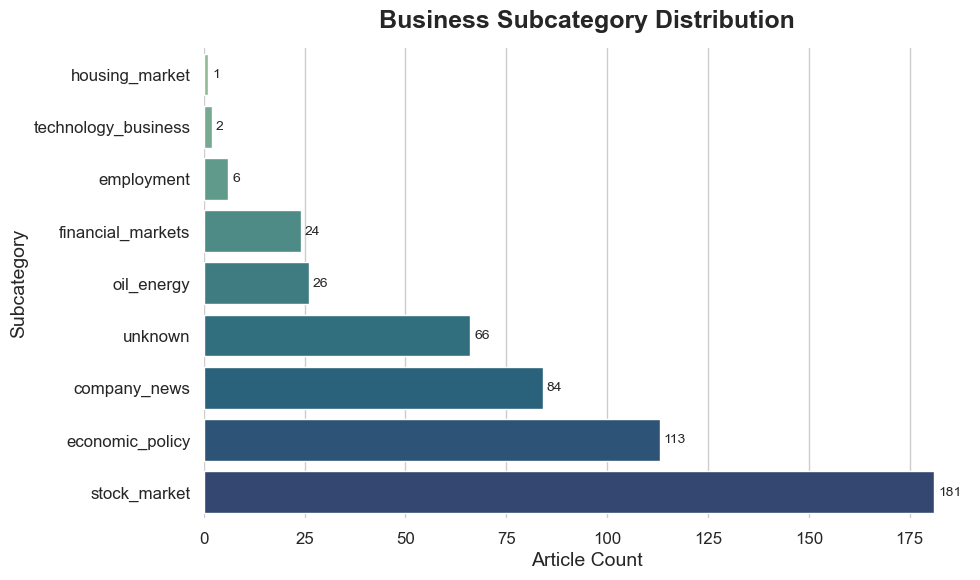 Business Subcategory Distribution
Subcategory
housing_market 1
technology_business 2
employment 6
financial_markets 24
oil_energy 26
unknown 66
company_news 84
economic_policy 113
stock_market 181
0 25 50 75 100 125 150 175
Article Count